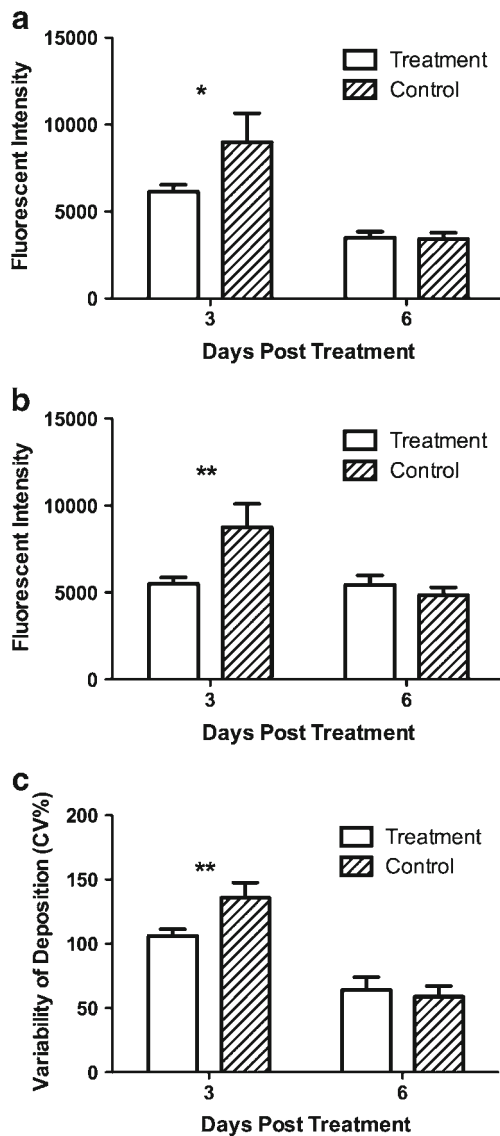 a
15000
10000
5000
0
Fluorescent Intensity
Treatment
Control
*
3
6
Days Post Treatment
b
15000
10000
5000
0
Fluorescent Intensity
Treatment
Control
**
3
6
Days Post Treatment
c
200
150
100
50
0
Variability of Deposition (CV%)
Treatment
Control
**
3
6
Days Post Treatment